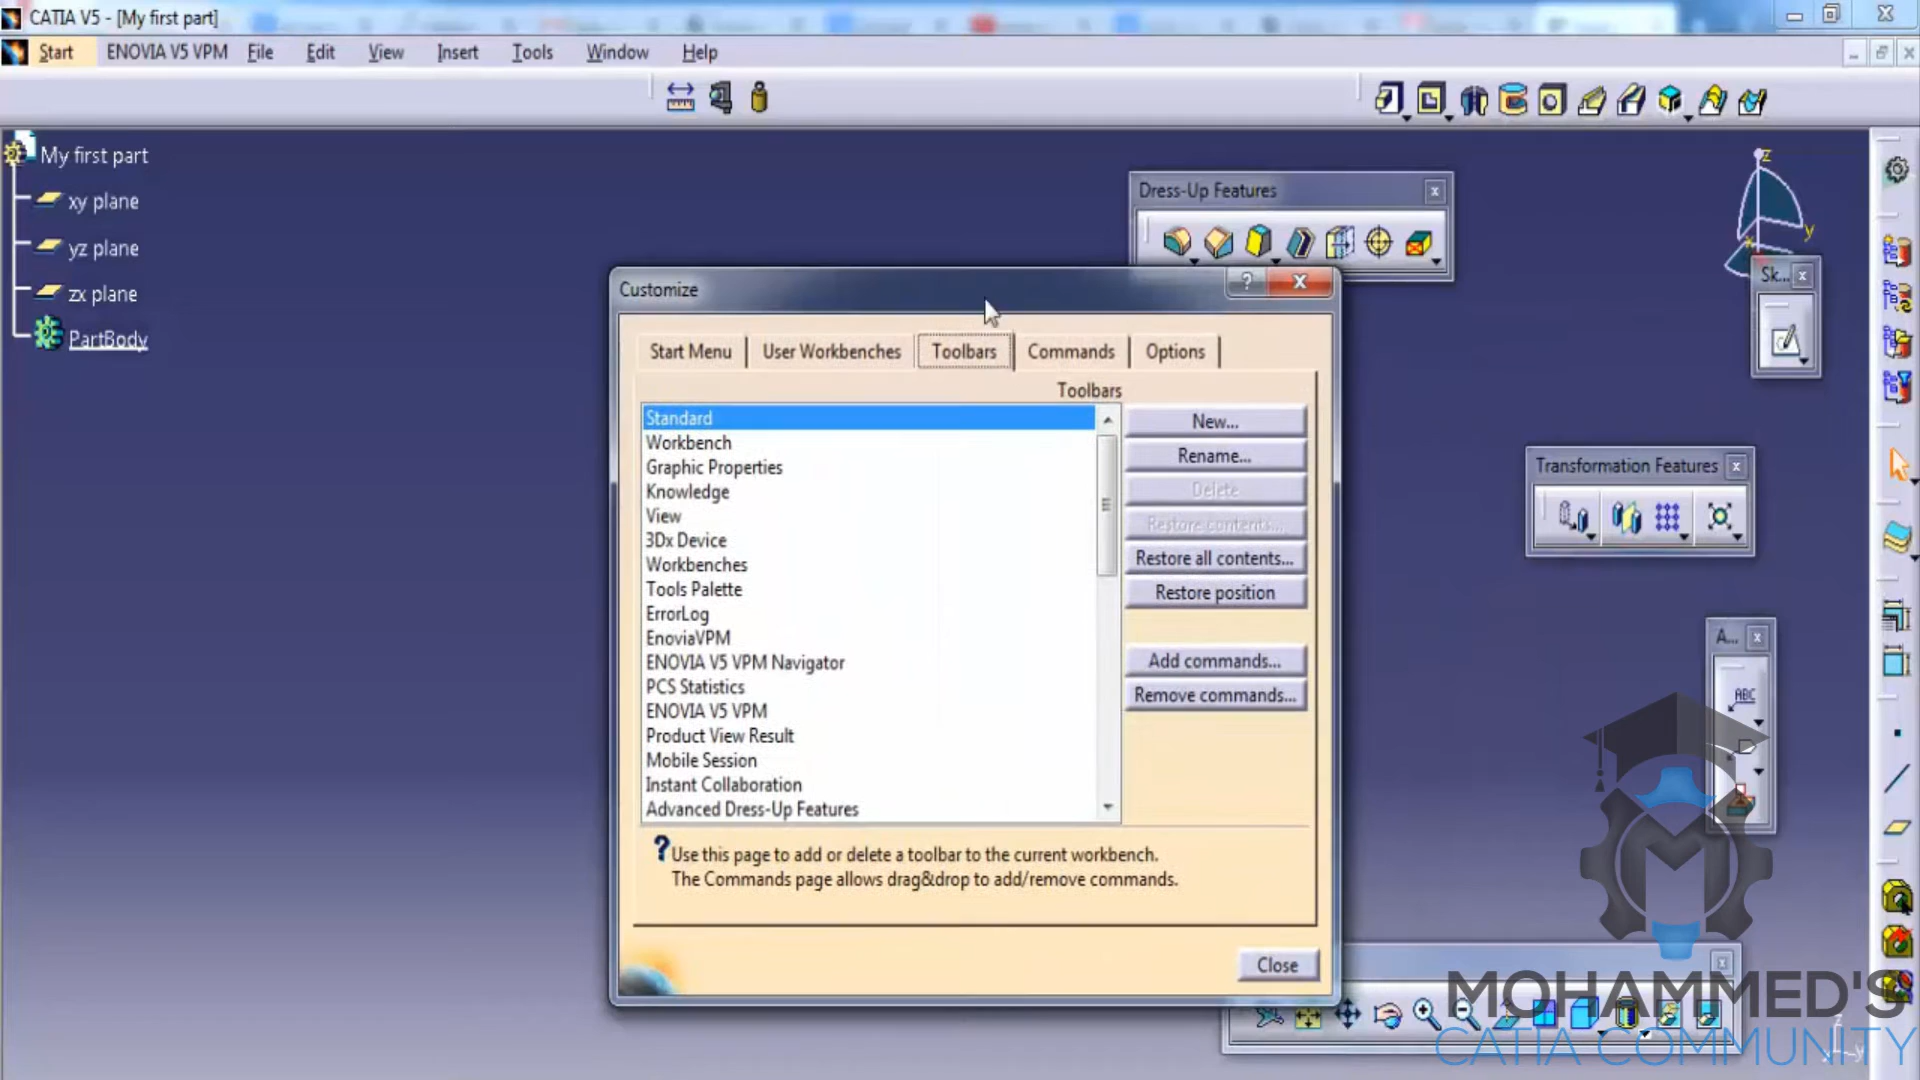 CATIA V5 - [My first part]
Start ENOVIA V5 VPM File Edit View Insert Tools Window Help
My first part
xy plane
yz plane
zx plane
PartBody
Dress-Up Features
Sk...
Transformation Features
A...
ABC
Customize
Start Menu User Workbenches Toolbars Commands Options
Toolbars
Standard
Workbench
Graphic Properties
Knowledge
View
3Dx Device
Workbenches
Tools Palette
ErrorLog
EnoviaVPM
ENOVIA V5 VPM Navigator
PCS Statistics
ENOVIA V5 VPM
Product View Result
Mobile Session
Instant Collaboration
Advanced Dress-Up Features
New...
Rename...
Delete
Restore contents...
Restore all contents...
Restore position
Add commands...
Remove commands...
Use this page to add or delete a toolbar to the current workbench.
The Commands page allows drag&drop to add/remove commands.
Close
z
y
x
MOHAMMED'S
CATIA COMMUNITY